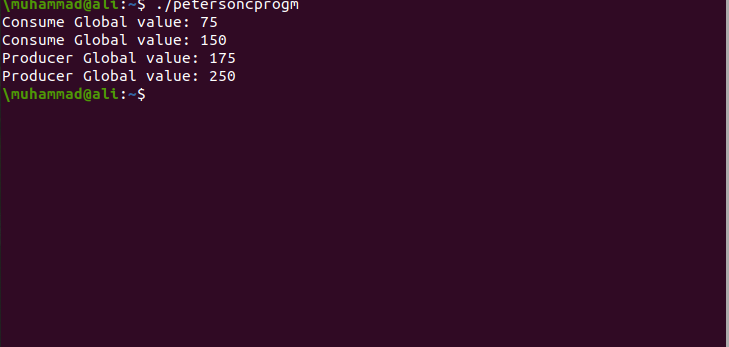 \muhammad@ali:~$ ./petersoncprogm
Consume Global value: 75
Consume Global value: 150
Producer Global value: 175
Producer Global value: 250
\muhammad@ali:~$